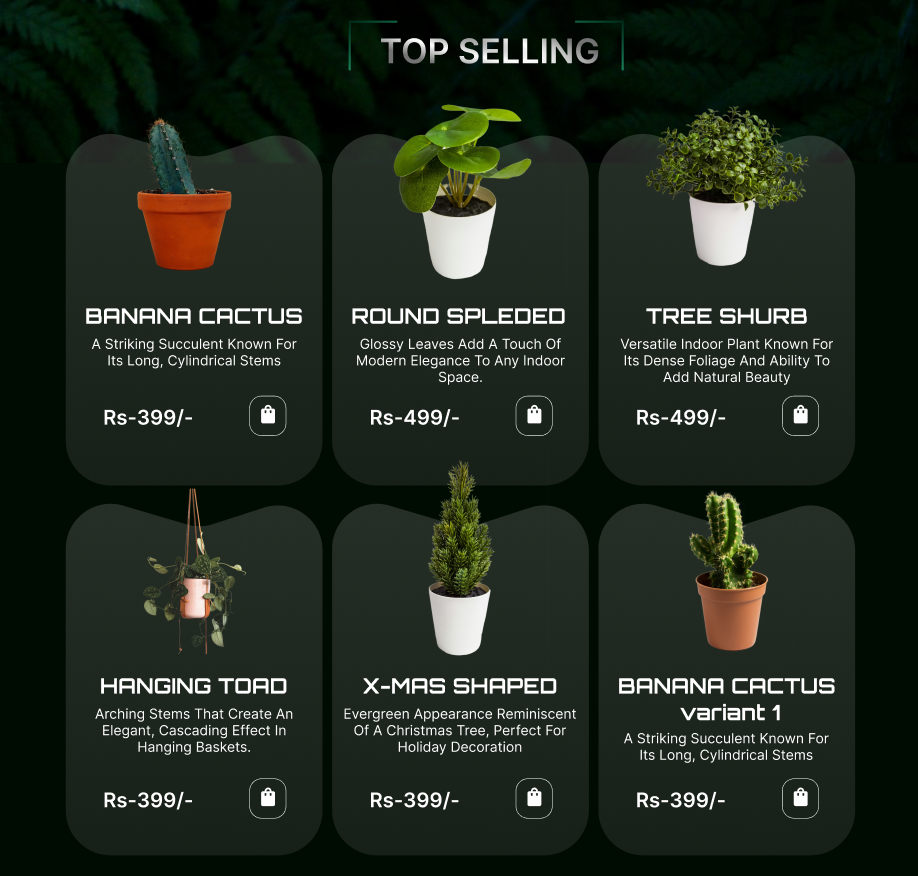 TOP SELLING
BANANA CACTUS
A Striking Succulent Known For
Its Long, Cylindrical Stems
Rs-399/-
ROUND SPLEDED
Glossy Leaves Add A Touch Of
Modern Elegance To Any Indoor
Space.
Rs-499/-
TREE SHURB
Versatile Indoor Plant Known For
Its Dense Foliage And Ability To
Add Natural Beauty
Rs-499/-
HANGING TOAD
Arching Stems That Create An
Elegant, Cascading Effect In
Hanging Baskets.
Rs-399/-
X-MAS SHAPED
Evergreen Appearance Reminiscent
Of A Christmas Tree, Perfect For
Holiday Decoration
Rs-399/-
BANANA CACTUS
variant 1
A Striking Succulent Known For
Its Long, Cylindrical Stems
Rs-399/-